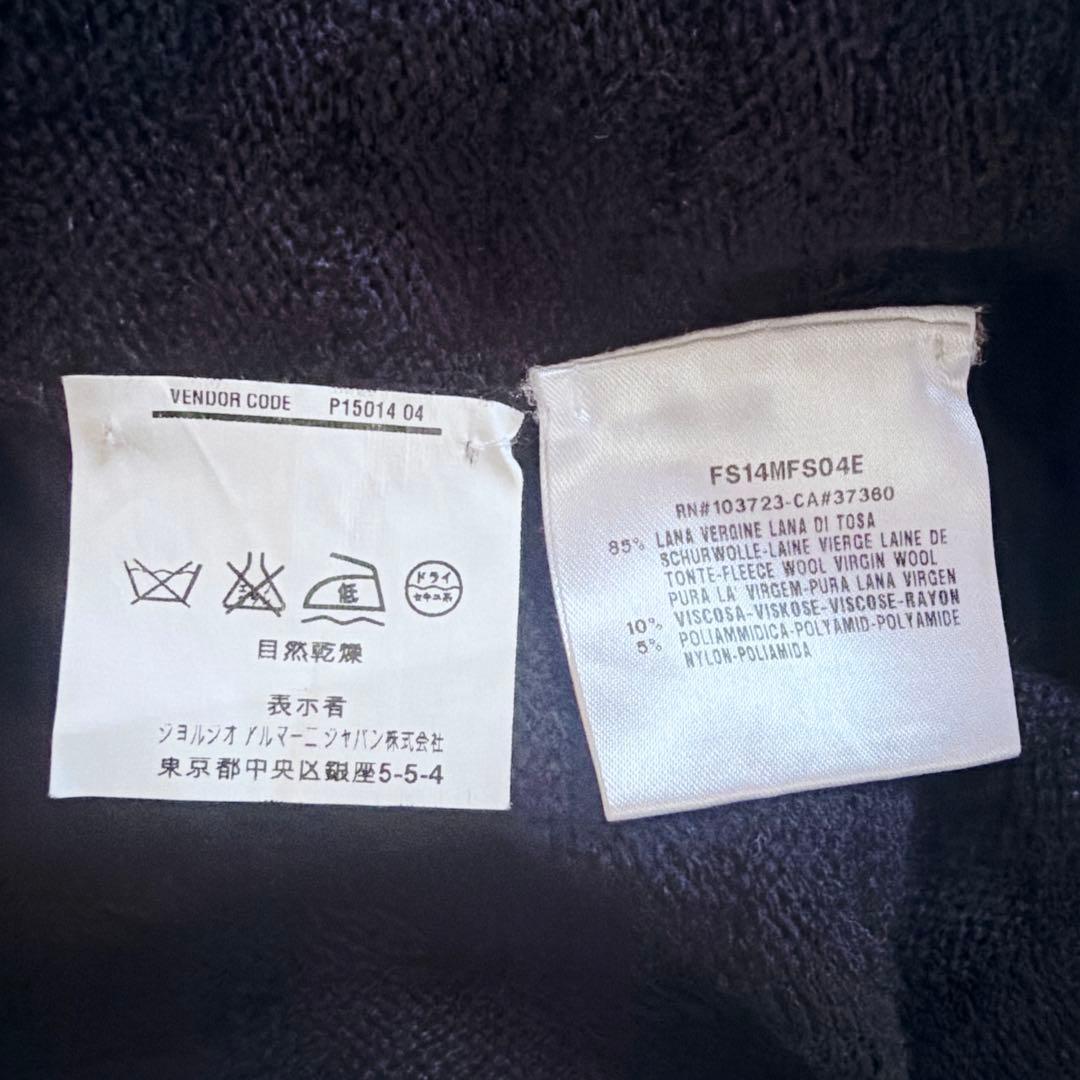 VENDOR CODE P15014 04
低
ドライ
セキユ系
目然乾燥
表示者
ジョルジオ アルマーニ ジャパン株式会社
東京都中央区銀座5-5-4
FS14MFS04E
RN#103723-CA#37360
85% LANA VERGINE LANA DI TOSA
SCHURWOLLE-LAINE VIERGE LAINE DE
TONTE-FLEECE WOOL VIRGIN WOOL
PURA LA' VIRGEM-PURA LANA VIRGEN
10% VISCOSA-VISKOSE-VISCOSE-RAYON
5% POLIAMMIDICA-POLYAMID-POLYAMIDE
NYLON-POLIAMIDA